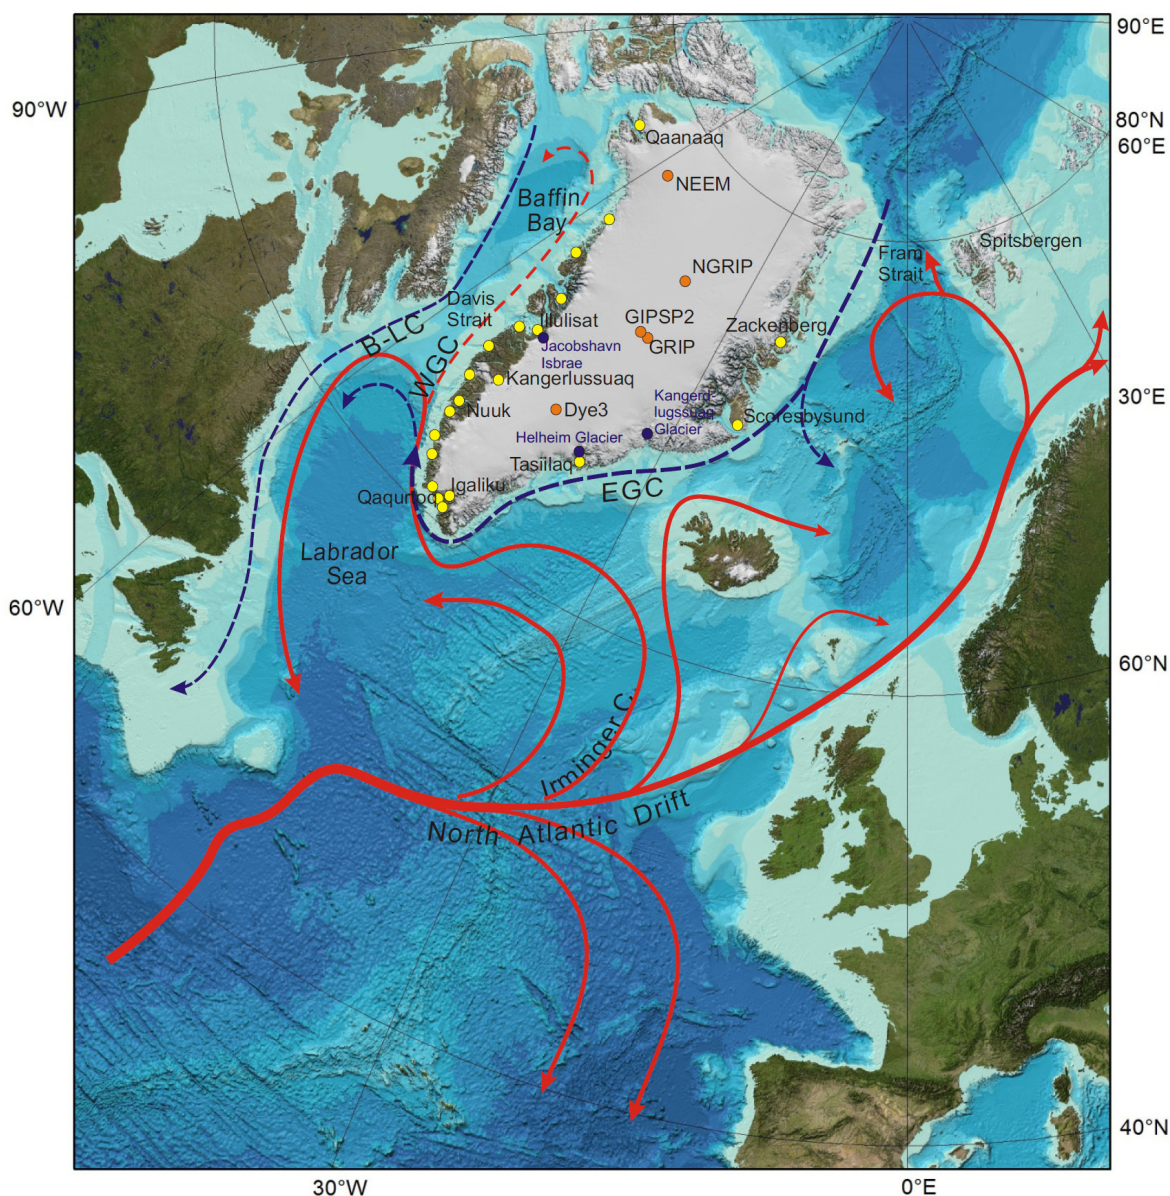 90°E
90°W
80°N
60°E
Qaanaaq
NEEM
Baffin
Bay
Spitsbergen
Fram
Strait
NGRIP
Davis
Strait
B-LC
WGC
Illulisat
Jacobshavn
Isbrae
GIPSP2
GRIP
Zackenberg
Kangerlussuaq
30°E
Nuuk
Dye3
Kangerd-
lugssuaq
Glacier
Scoresbysund
Helheim Glacier
Tasiilaq
EGC
Igaliku
Qaqurtoq
Labrador
Sea
60°W
60°N
Irminger C.
North Atlantic Drift
40°N
30°W
0°E